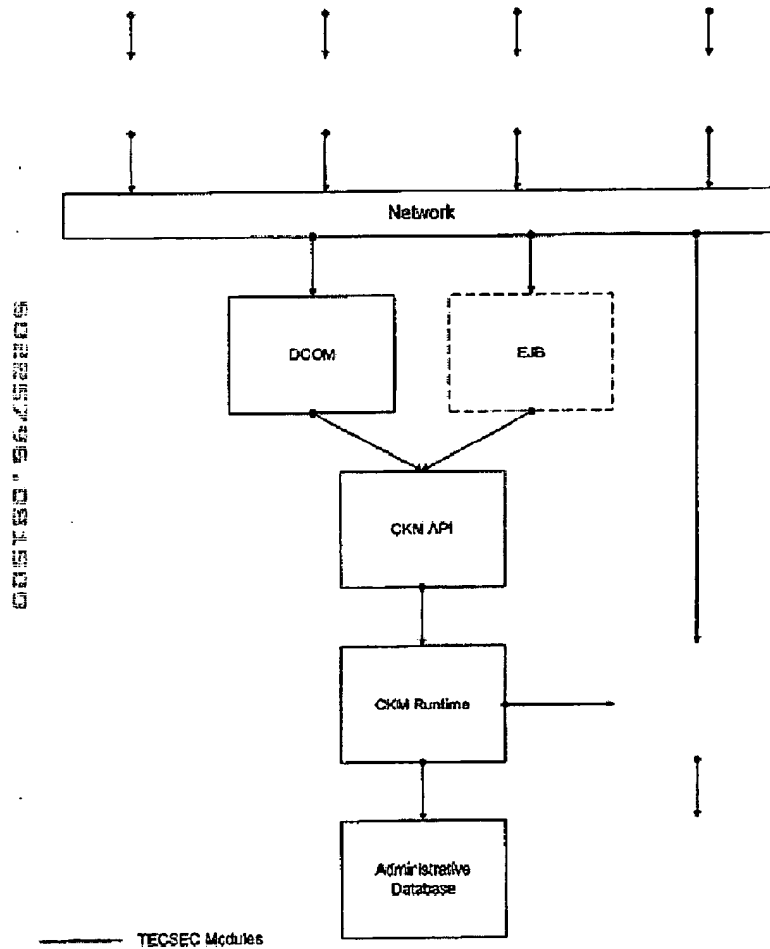 Network
DCOM
EJB
CKM API
CKM Runtime
Administrative
Database
TECSEC Modules